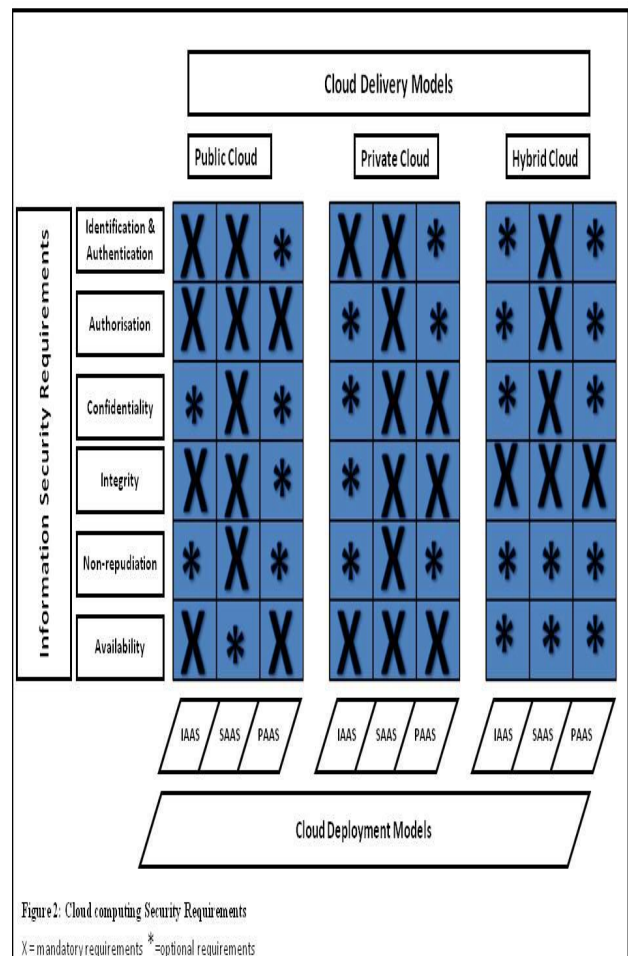 Cloud Delivery Models
Public Cloud Private Cloud Hybrid Cloud
Information Security Requirements
Identification &
Authentication
X X * X X * * X *
Authorisation
X X X * X * * X *
Confidentiality
* X * * X X * X *
Integrity
X X * * X X X X X
Non-repudiation
* X * * X * * * *
Availability
X * X X X X * * *
IAAS SAAS PAAS IAAS SAAS PAAS IAAS SAAS PAAS
Cloud Deployment Models
Figure 2: Cloud computing Security Requirements
X = mandatory requirements *=optional requirements